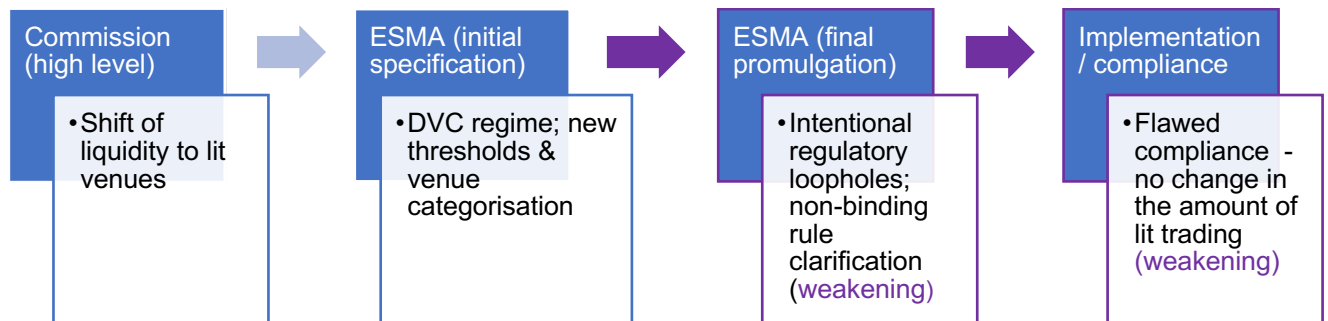 Commission
(high level)
•Shift of
liquidity to lit
venues
ESMA (initial
specification)
•DVC regime; new
thresholds &
venue
categorisation
ESMA (final
promulgation)
•Intentional
regulatory
loopholes;
non-binding
rule
clarification
(weakening)
Implementation
/ compliance
•Flawed
compliance -
no change in
the amount of
lit trading
(weakening)